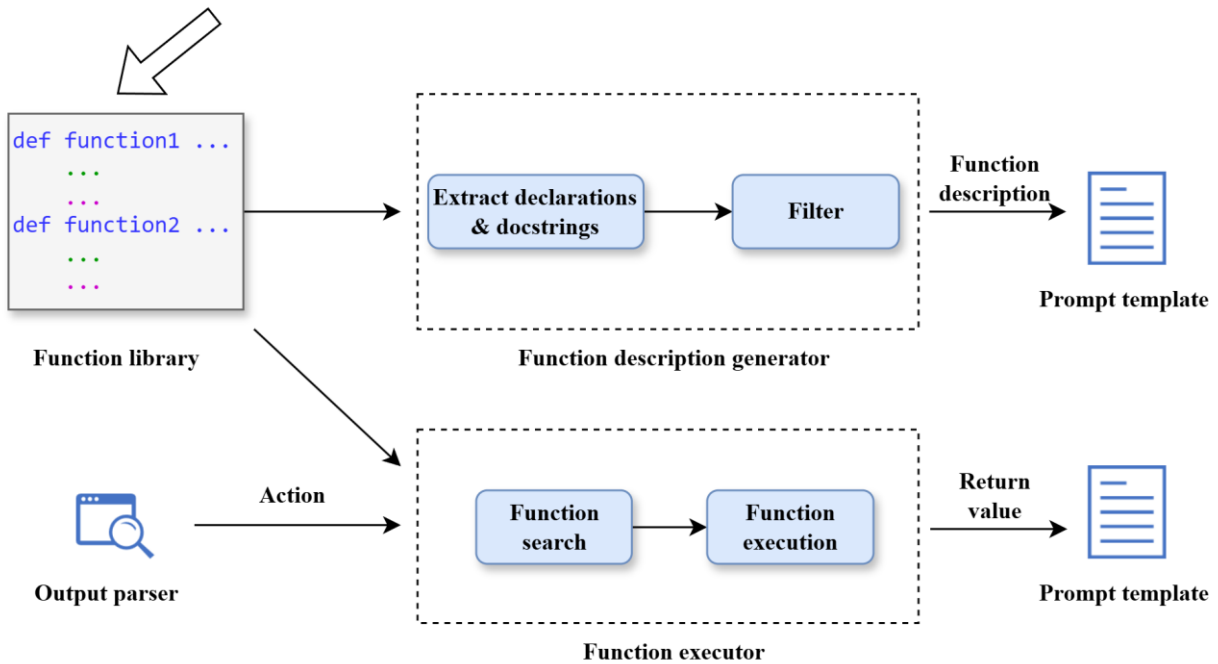 def function1 ...
...
...
def function2 ...
...
...
Function library
Extract declarations
& docstrings
Filter
Function description generator
Function
description
Prompt template
Output parser
Action
Function
search
Function
execution
Function executor
Return
value
Prompt template